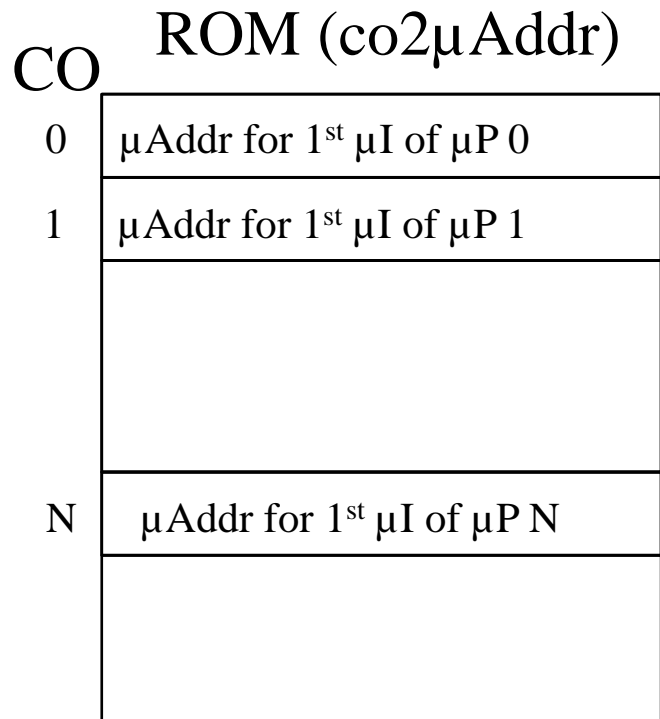 ROM (co2µAddr)
CO
0 µAddr for 1st µI of µP 0
1 µAddr for 1st µI of µP 1
N µAddr for 1st µI of µP N